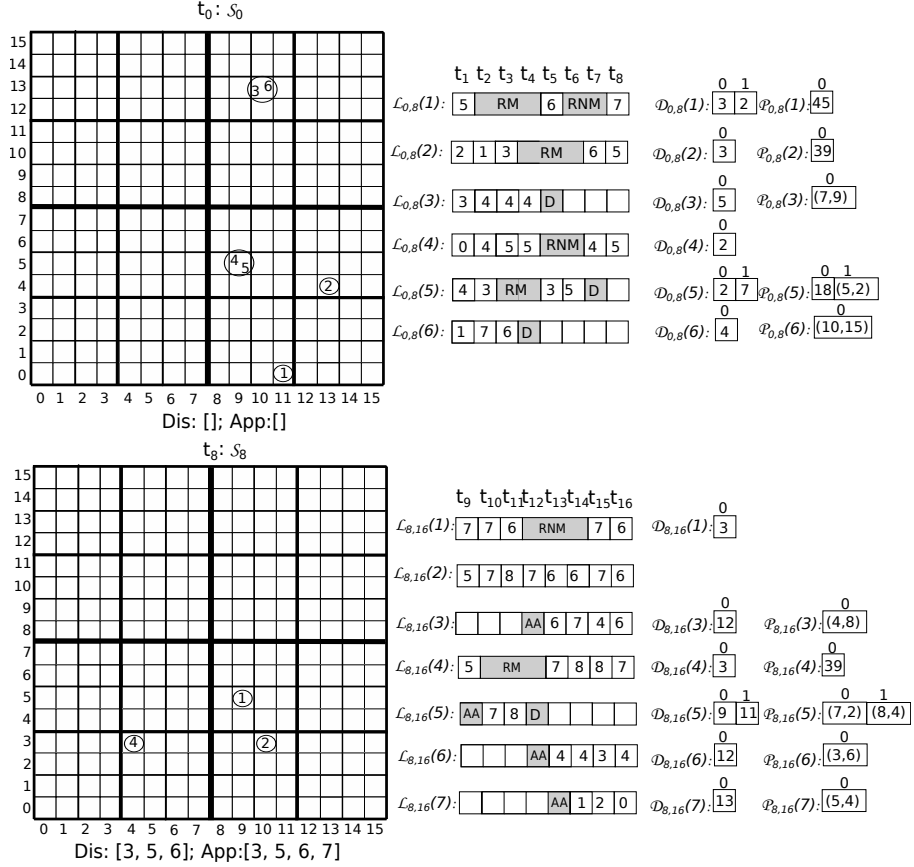 t0: S0
15
14
13
12
11
10
9
8
7
6
5
4
3
2
1
0
3 6
4 5
2
1
0 1 2 3 4 5 6 7 8 9 10 11 12 13 14 15
Dis: []; App:[]
t1 t2 t3 t4 t5 t6 t7 t8
0 1 0
L0,8(1): 5 RM 6 RNM 7 D0,8(1): 3 2 P0,8(1): 45
0 0
L0,8(2): 2 1 3 RM 6 5 D0,8(2): 3 P0,8(2): 39
0 0
L0,8(3): 3 4 4 4 D D0,8(3): 5 P0,8(3): (7,9)
0
L0,8(4): 0 4 5 5 RNM 4 5 D0,8(4): 2
0 1 0 1
L0,8(5): 4 3 RM 3 5 D D0,8(5): 2 7 P0,8(5): 18 (5,2)
0 0
L0,8(6): 1 7 6 D D0,8(6): 4 P0,8(6): (10,15)
t8: S8
15
14
13
12
11
10
9
8
7
6
5
4
3
2
1
0
1
4
2
0 1 2 3 4 5 6 7 8 9 10 11 12 13 14 15
Dis: [3, 5, 6]; App:[3, 5, 6, 7]
t9 t10 t11 t12 t13 t14 t15 t16
0
L8,16(1): 7 7 6 RNM 7 6 D8,16(1): 3
L8,16(2): 5 7 8 7 6 6 7 6
0 0
L8,16(3): AA 6 7 4 6 D8,16(3): 12 P8,16(3): (4,8)
0 0
L8,16(4): 5 RM 7 8 8 7 D8,16(4): 3 P8,16(4): 39
0 1 0 1
L8,16(5): AA 7 8 D D8,16(5): 9 11 P8,16(5): (7,2) (8,4)
0 0
L8,16(6): AA 4 4 3 4 D8,16(6): 12 P8,16(6): (3,6)
0 0
L8,16(7): AA 1 2 0 D8,16(7): 13 P8,16(7): (5,4)